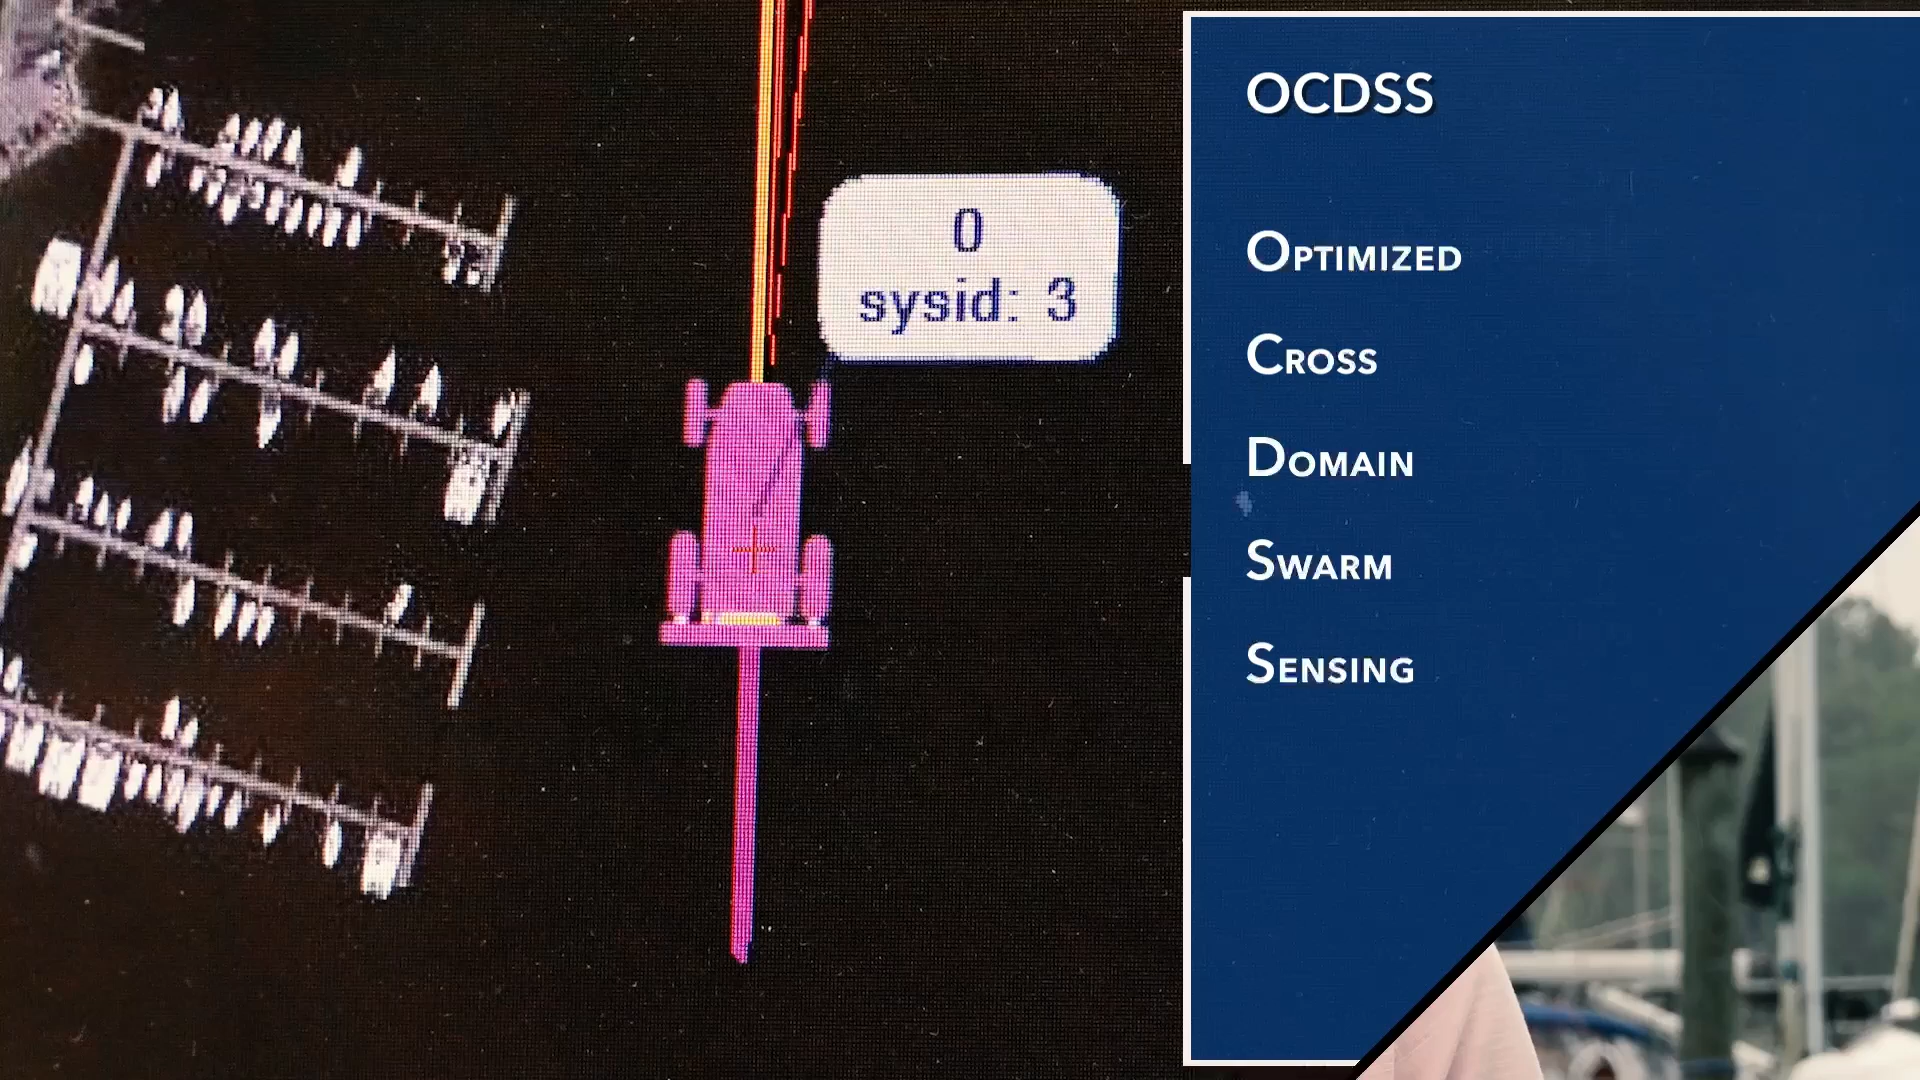 0
sysid: 3
OCDSS
OPTIMIZED
CROSS
DOMAIN
SWARM
SENSING